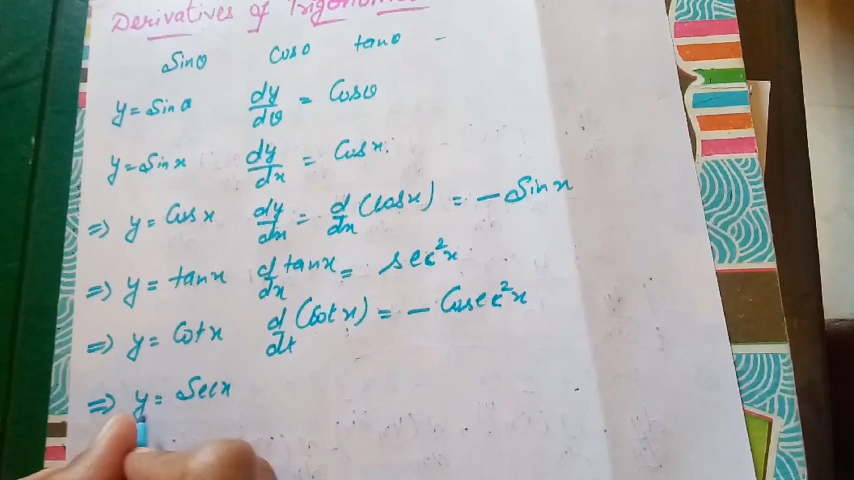 Derivatives of
Sinθ Cosθ tanθ -
y = Sinθ dy/dθ = Cosθ
y = Sinx dy/dx = Cosx.
⇒ y = Cosx dy/dx = d/dx (Cosx) = - Sinx
⇒ y = tanx d/dx tanx = sec²x
⇒ y = Cotx d/dt (Cotx) = - Cosec²x
⇒ y = Secx